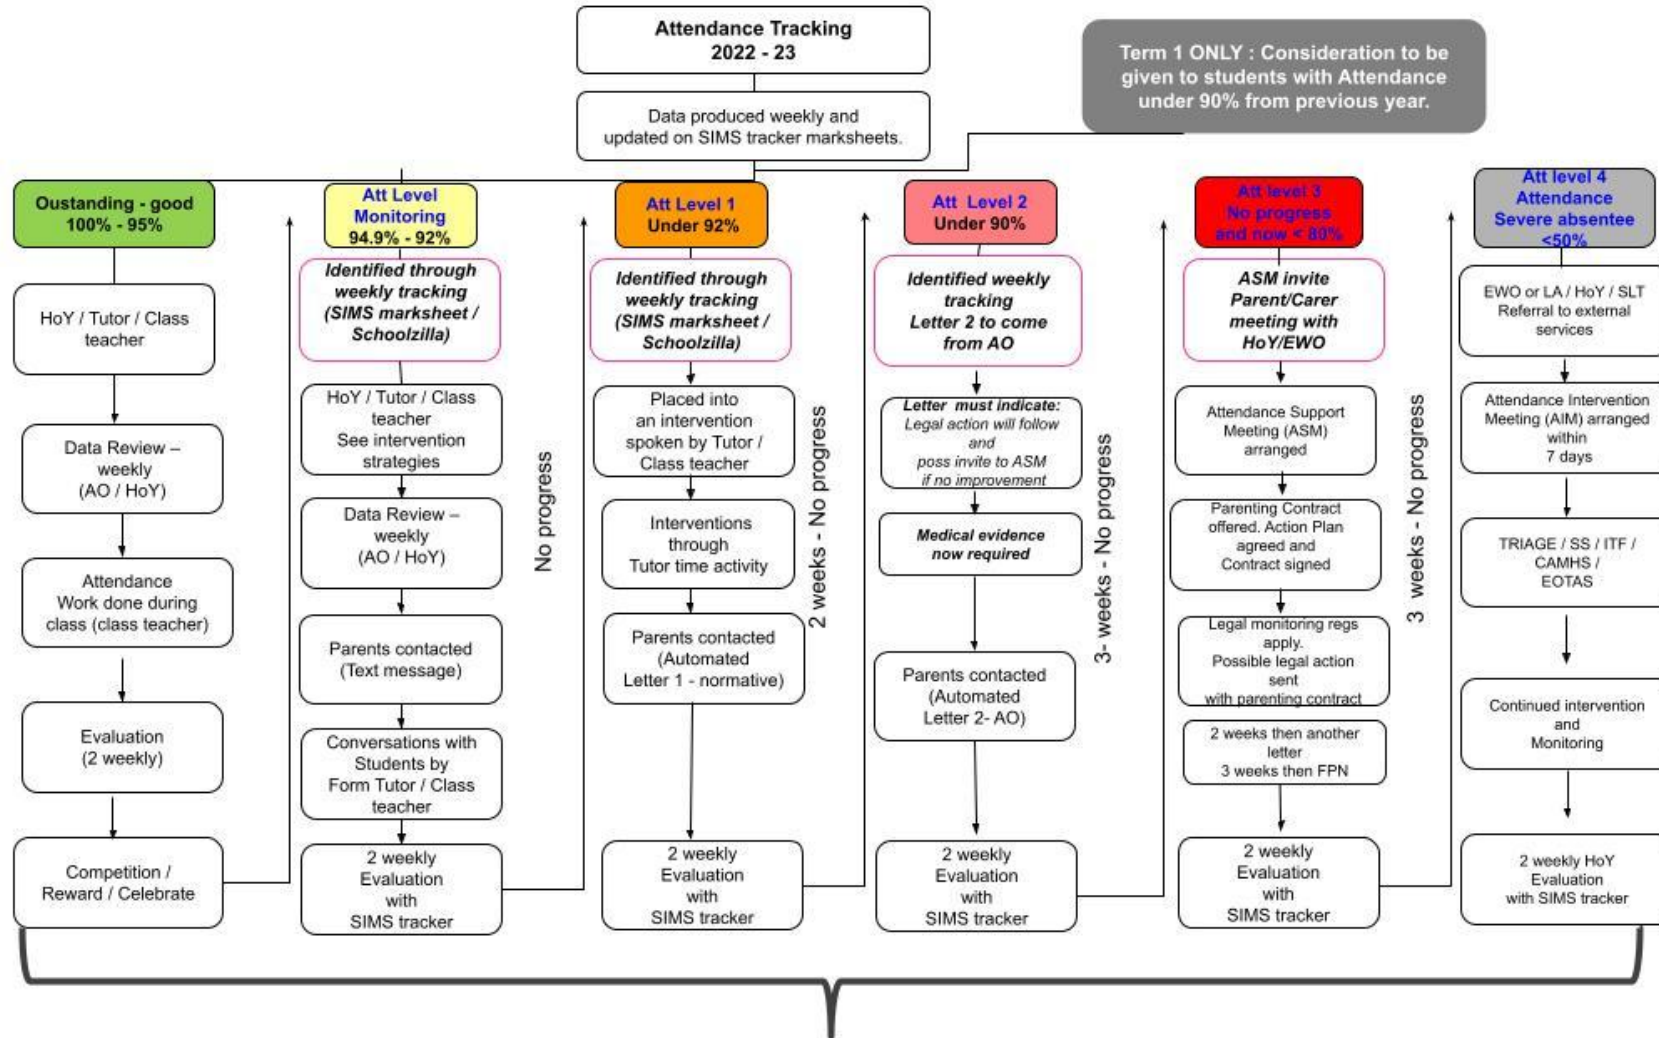 Attendance Tracking
2022 - 23
Term 1 ONLY : Consideration to be
given to students with Attendance
under 90% from previous year.
Data produced weekly and
updated on SIMS tracker marksheets.
Oustanding - good
100% - 95%
HoY / Tutor / Class
teacher
Data Review –
weekly
(AO / HoY)
Attendance
Work done during
class (class teacher)
Evaluation
(2 weekly)
Competition /
Reward / Celebrate
Att Level
Monitoring
94.9% - 92%
Identified through
weekly tracking
(SIMS marksheet /
Schoolzilla)
HoY / Tutor / Class
teacher
See intervention
strategies
Data Review –
weekly
(AO / HoY)
Parents contacted
(Text message)
Conversations with
Students by
Form Tutor / Class
teacher
2 weekly
Evaluation
with
SIMS tracker
No progress
Att Level 1
Under 92%
Identified through
weekly tracking
(SIMS marksheet /
Schoolzilla)
Placed into
an intervention
spoken by Tutor /
Class teacher
Interventions
through
Tutor time activity
Parents contacted
(Automated
Letter 1 - normative)
2 weekly
Evaluation
with
SIMS tracker
2 weeks - No progress
Att Level 2
Under 90%
Identified weekly
tracking
Letter 2 to come
from AO
Letter must indicate:
Legal action will follow
and
poss invite to ASM
if no improvement
Medical evidence
now required
Parents contacted
(Automated
Letter 2- AO)
2 weekly
Evaluation
with
SIMS tracker
3- weeks - No progress
Att level 3
No progress
and now < 89%
ASM invite
Parent/Carer
meeting with
HoY/EWO
Attendance Support
Meeting (ASM)
arranged
Parenting Contract
offered. Action Plan
agreed and
Contract signed
Legal monitoring regs
apply.
Possible legal action
sent
with parenting contract
2 weeks then another
letter
3 weeks then FPN
2 weekly
Evaluation
with
SIMS tracker
3 weeks - No progress
Att level 4
Attendance
Severe absentee
<50%
EWO or LA / HoY / SLT
Referral to external
services
Attendance Intervention
Meeting (AIM) arranged
within
7 days
TRIAGE / SS / ITF /
CAMHS /
EOTAS
Continued intervention
and
Monitoring
2 weekly HoY
Evaluation
with SIMS tracker